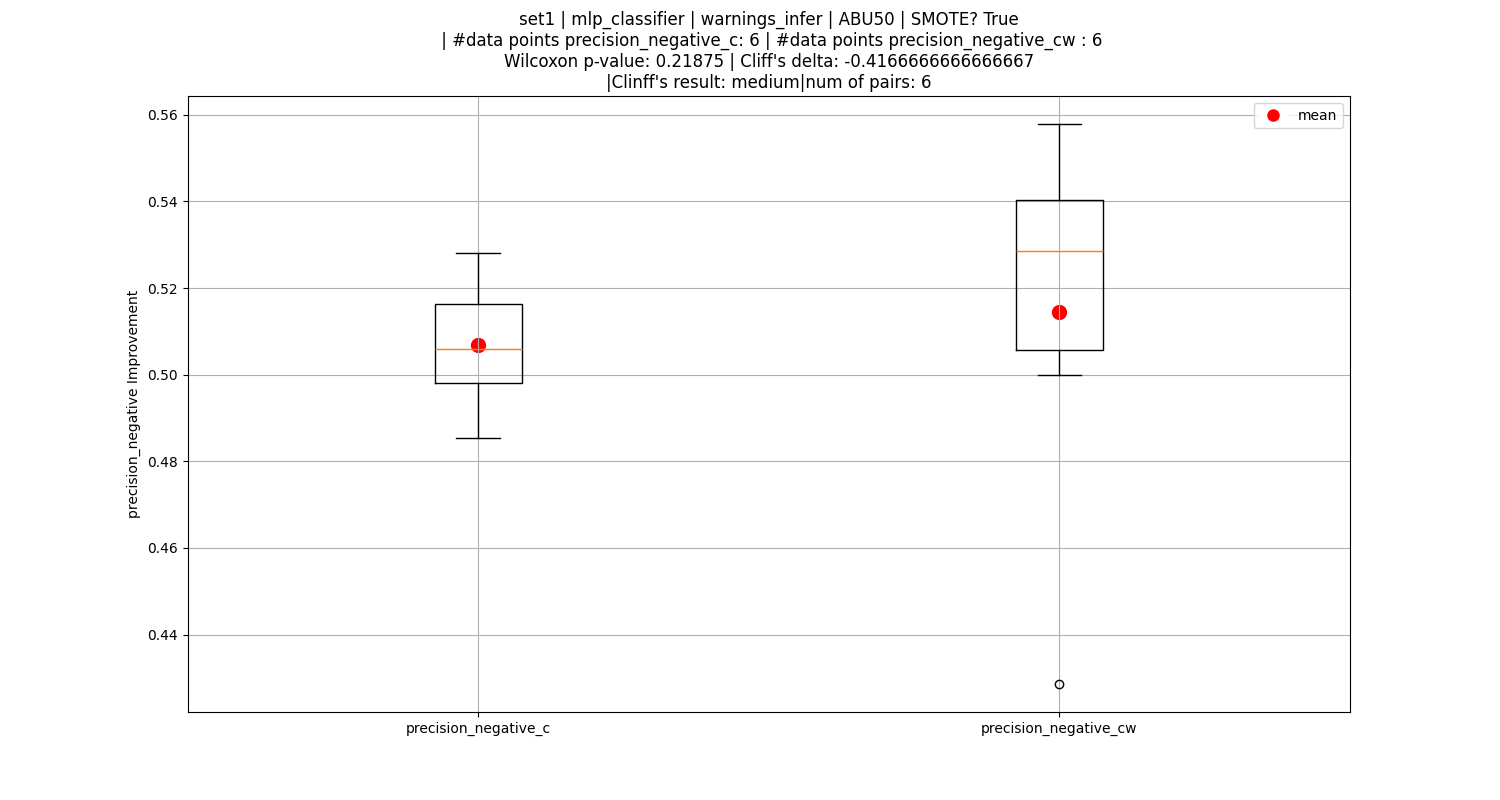 set1 | mlp_classifier | warnings_infer | ABU50 | SMOTE? True
| #data points precision_negative_c: 6 | #data points precision_negative_cw : 6
Wilcoxon p-value: 0.21875 | Cliff's delta: -0.4166666666666667
|Clinff's result: medium|num of pairs: 6
mean
0.56
0.54
0.52
0.50
0.48
0.46
0.44
precision_negative Improvement
precision_negative_c
precision_negative_cw